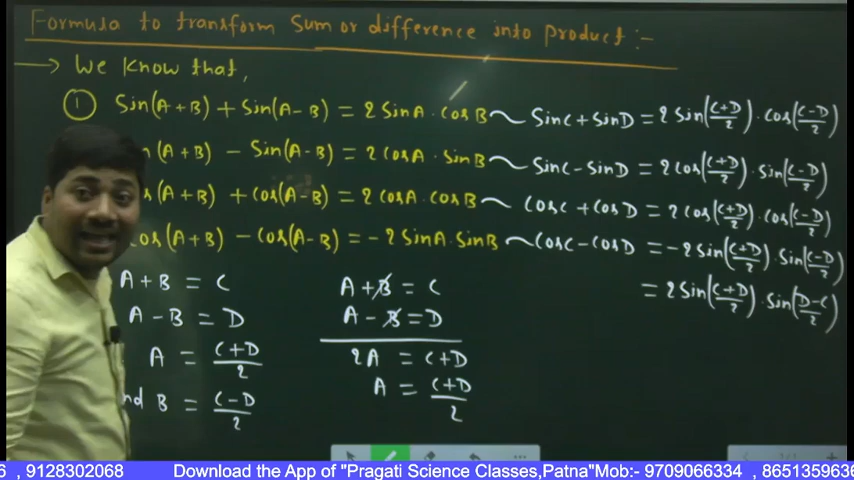 Formula to transform Sum or difference into product:-
→ We know that,
① Sin(A+B) + Sin(A-B) = 2 SinA · cosB ~ SinC + SinD = 2 Sin((C+D)/2) · cos((C-D)/2)
(A+B) - Sin(A-B) = 2 cosA · sinB ~ SinC - SinD = 2 cos((C+D)/2) · Sin((C-D)/2)
(A+B) + cos(A-B) = 2 cosA · cosB ~ cosC + cosD = 2 cos((C+D)/2) · cos((C-D)/2)
cos(A+B) - cos(A-B) = -2 SinA · SinB ~ cosC - cosD = -2 Sin((C+D)/2) · Sin((C-D)/2)
= 2 Sin((C+D)/2) · Sin((D-C)/2)
A+B = C
A-B = D
A = (C+D)/2
B = (C-D)/2
A+B = C
A-B = D
2A = C+D
A = (C+D)/2
6 , 9128302068 Download the App of "Pragati Science Classes,Patna"Mob:- 9709066334 , 8651359636